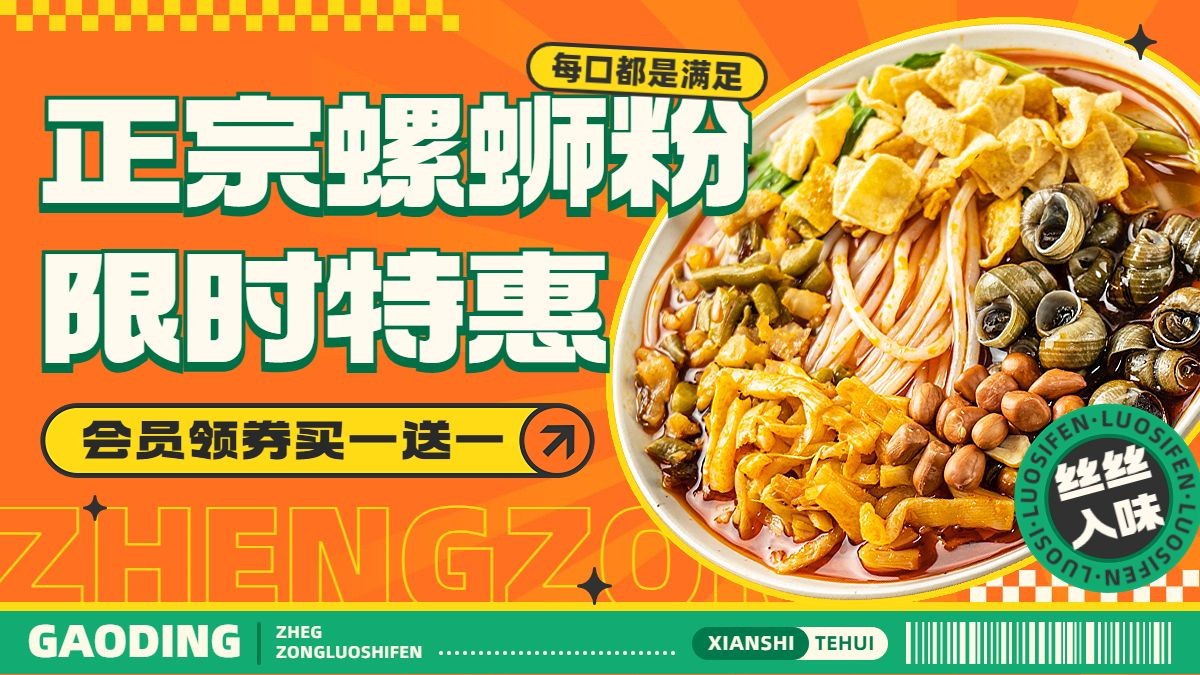 每口都是满足
正宗螺蛳粉
限时特惠
会员领券买一送一
丝丝
入味
LUOSIFEN·LUOSIFEN·LUOSIFEN·LUOSI
ZHENGZO
GAODING
ZHEG
ZONGLUOSHIFEN
XIANSHI TEHUI